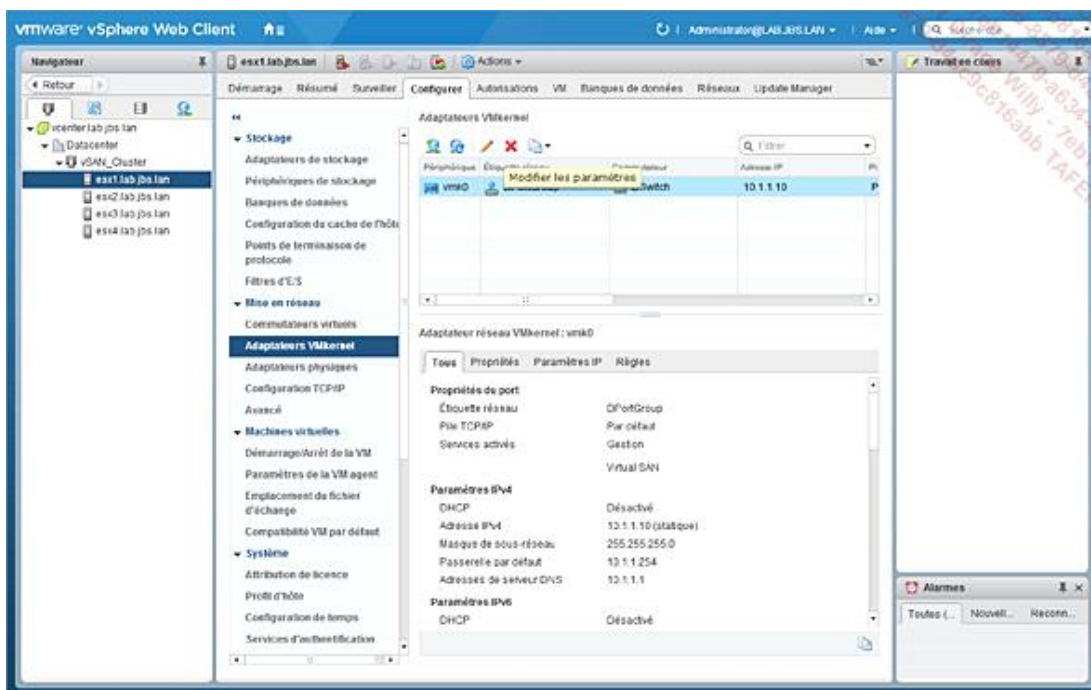 vmware vSphere Web Client
Administrator@LAB.JBS.LAN
Aide
Navigateur
Retour
vcenter.lab.jbs.lan
Datacenter
vSAN_Cluster
esx1.lab.jbs.lan
esx2.lab.jbs.lan
esx3.lab.jbs.lan
esx4.lab.jbs.lan
esx1.lab.jbs.lan
Actions
Démarrage Résumé Surveiller Configurer Autorisations VM Banques de données Réseaux Update Manager
Stockage
Adaptateurs de stockage
Périphériques de stockage
Banques de données
Configuration du cache de l'hôte
Points de terminaison de
protocole
Filtres d'E/S
Mise en réseau
Commutateurs virtuels
Adaptateurs VMkernel
Adaptateurs physiques
Configuration TCP/IP
Avancé
Machines virtuelles
Démarrage/Arrêt de la VM
Paramètres de la VM agent
Emplacement du fichier
d'échange
Compatibilité VM par défaut
Système
Attribution de licence
Profil d'hôte
Configuration de temps
Services d'authentification
Adaptateurs VMkernel
Filtrer
Périphérique
Adresse IP
Modifier les paramètres
vmk0
10.1.1.10
Adaptateur réseau VMkernel : vmk0
Tous Propriétés Paramètres IP Règles
Propriétés du port
Étiquette réseau DPortGroup
Pile TCP/IP Par défaut
Services activés Gestion
Virtual SAN
Paramètres IPv4
DHCP Désactivé
Adresse IPv4 10.1.1.10 (statique)
Masque de sous-réseau 255.255.255.0
Passerelle par défaut 10.1.1.254
Adresses de serveur DNS 10.1.1.1
Paramètres IPv6
DHCP Désactivé
Travail en cours
Alarmes
Toutes (... Nouvell... Reconn...